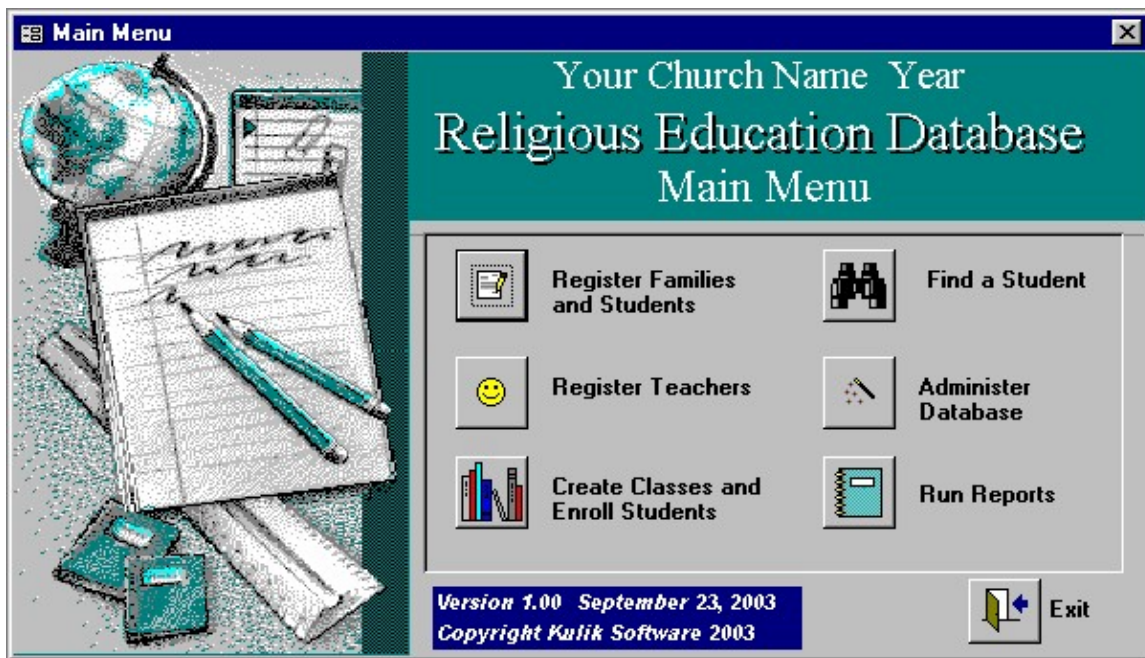 Main Menu
Your Church Name Year
Religious Education Database
Main Menu
Register Families
and Students
Find a Student
Register Teachers
Administer
Database
Create Classes and
Enroll Students
Run Reports
Version 1.00 September 23, 2003
Copyright Kulik Software 2003
Exit